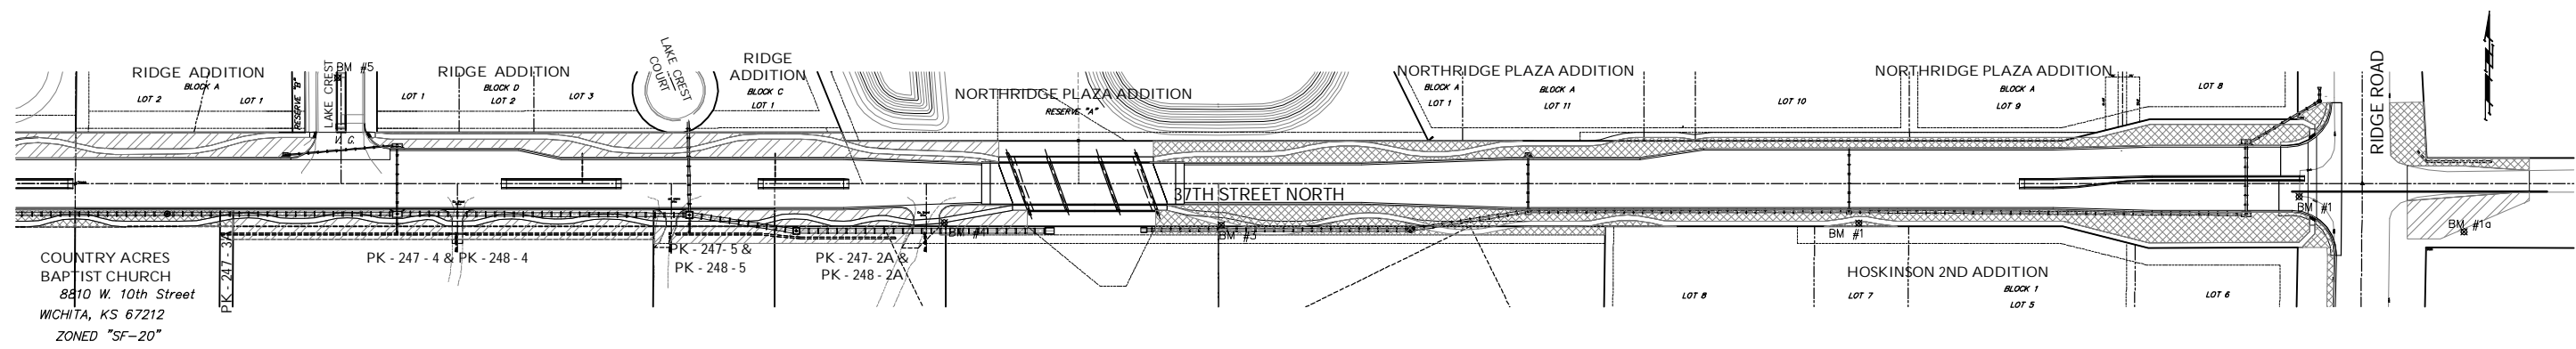 RIDGE ADDITION
BLOCK A
LOT 2
LOT 1
RESERVE "B"
LAKE CREST
BM #5
V. G.
RIDGE ADDITION
LOT 1
BLOCK D
LOT 2
LOT 3
LAKE CREST
COURT
RIDGE
ADDITION
BLOCK C
LOT 1
NORTHRIDGE PLAZA ADDITION
RESERVE "A"
NORTHRIDGE PLAZA ADDITION
BLOCK A
LOT 1
BLOCK A
LOT 11
LOT 10
NORTHRIDGE PLAZA ADDITION
BLOCK A
LOT 9
LOT 8
RIDGE ROAD
37TH STREET NORTH
BM #4
BM #3
BM #1
BM #1
BM #1a
COUNTRY ACRES
BAPTIST CHURCH
8810 W. 10th Street
WICHITA, KS 67212
ZONED "SF-20"
PK - 247 - 3A
PK - 247 - 4 & PK - 248 - 4
PK - 247 - 5 &
PK - 248 - 5
PK - 247- 2A &
PK - 248 - 2A
HOSKINSON 2ND ADDITION
LOT 8
LOT 7
BLOCK 1
LOT 5
LOT 6